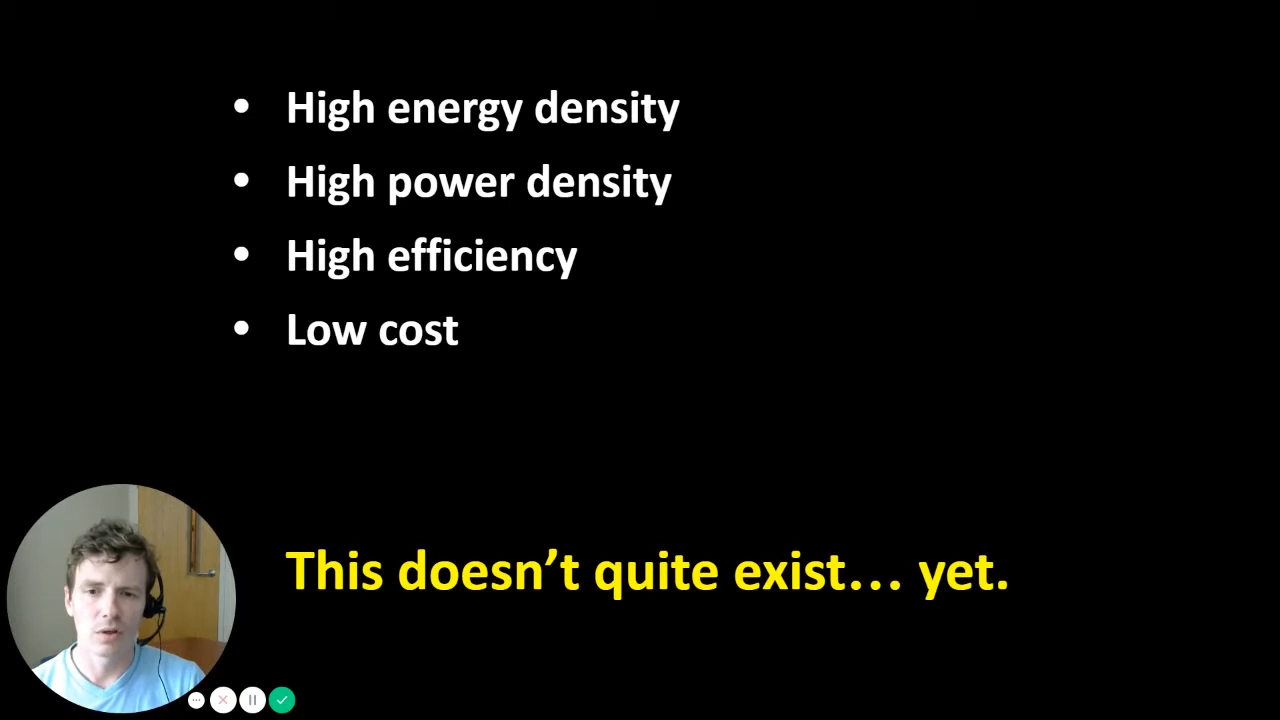 • High energy density
• High power density
• High efficiency
• Low cost
This doesn’t quite exist… yet.